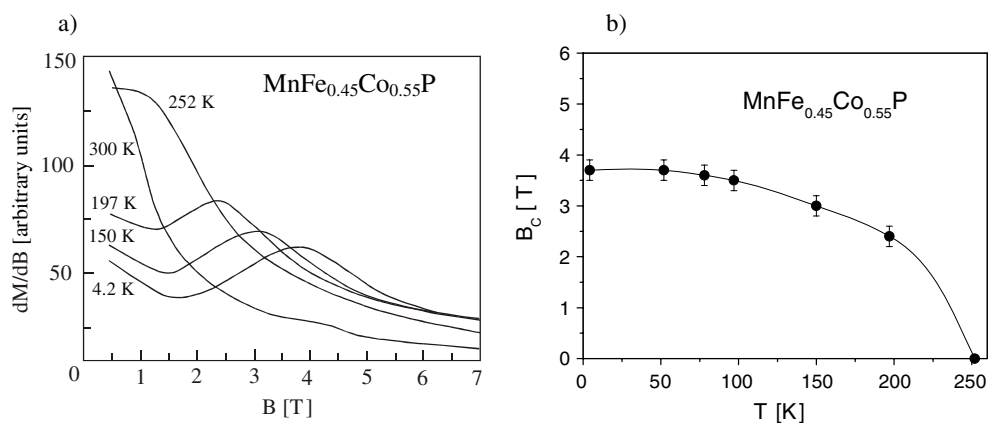 a)
150
100
50
0
1
2
3
4
5
6
7
dM/dB [arbitrary units]
B [T]
MnFe0.45Co0.55P
252 K
300 K
197 K
150 K
4.2 K
b)
6
5
4
3
2
1
0
0
50
100
150
200
250
B_C [ T ]
T [K]
MnFe0.45Co0.55P